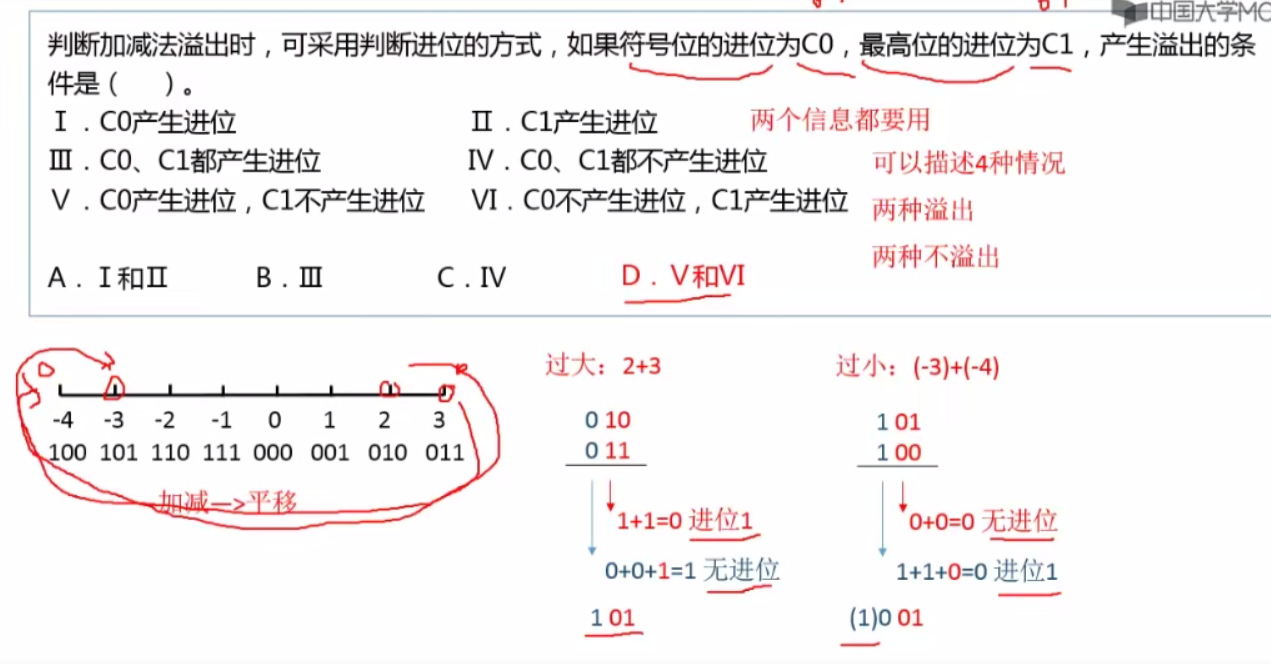 中国大学MO
判断加减法溢出时，可采用判断进位的方式，如果符号位的进位为C0，最高位的进位为C1，产生溢出的条
件是（  ）。
Ⅰ．C0产生进位 Ⅱ．C1产生进位 两个信息都要用
Ⅲ．C0、C1都产生进位 Ⅳ．C0、C1都不产生进位 可以描述4种情况
Ⅴ．C0产生进位，C1不产生进位 Ⅵ．C0不产生进位，C1产生进位 两种溢出
两种不溢出
A．Ⅰ和Ⅱ B．Ⅲ C．Ⅳ D．Ⅴ和Ⅵ
过大：2+3 过小：(-3)+(-4)
-4 -3 -2 -1 0 1 2 3
100 101 110 111 000 001 010 011
加减—>平移
0 10
0 11
1+1=0 进位1
0+0+1=1 无进位
1 01
1 01
1 00
0+0=0 无进位
1+1+0=0 进位1
(1)0 01